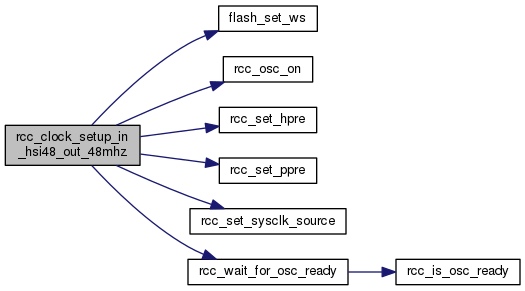 flash_set_ws
rcc_osc_on
rcc_set_hpre
rcc_clock_setup_in
_hsi48_out_48mhz
rcc_set_ppre
rcc_set_sysclk_source
rcc_wait_for_osc_ready
rcc_is_osc_ready